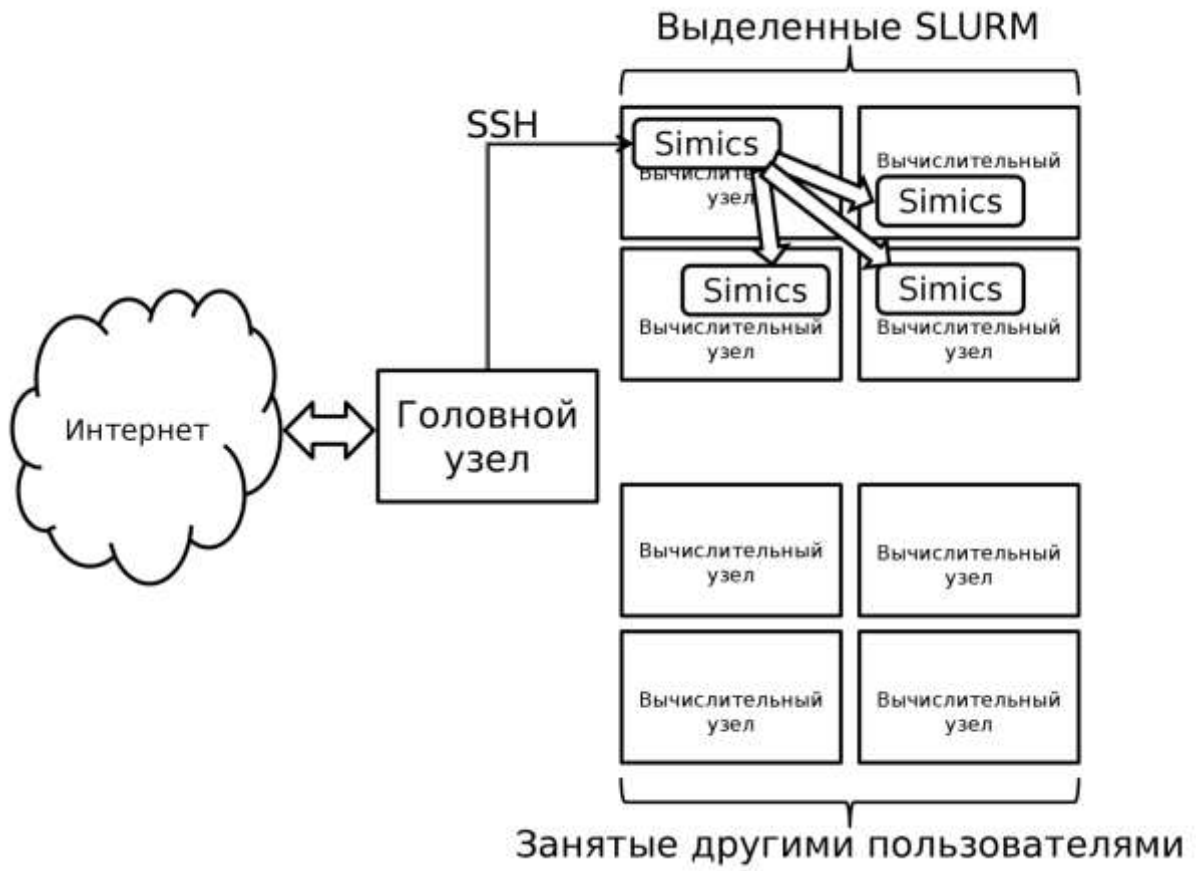 Выделенные SLURM
SSH
Simics
Вычислите
узел
Вычислительный
Simics
Simics
Вычислительный
узел
Simics
Вычислительный
узел
Интернет
Головной
узел
Вычислительный
узел
Вычислительный
узел
Вычислительный
узел
Вычислительный
узел
Занятые другими пользователями